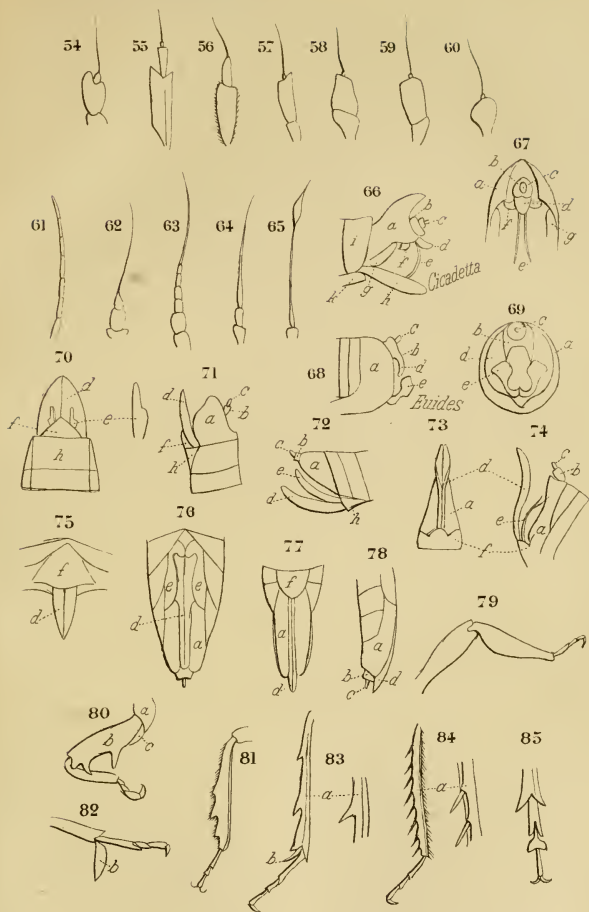 54 55 56 57 58 59 60
67
b c
a
d
f g
e
66
b
a c
d
f e
i
k g h
Cicadetta
61 62 63 64 65
69
c
b a
d
e
68
c
b
a d
e
Euides
70
d
e
f
h
71
d c
a b
f
h
72
b
c a
e
d
h
73 74
d c
b
a
e a
f
75
f
d
76
e e
d
a
77
f
a
d
78
a
b d
c
79
80
a
b c
81 83 84 85
a a
b
82
b